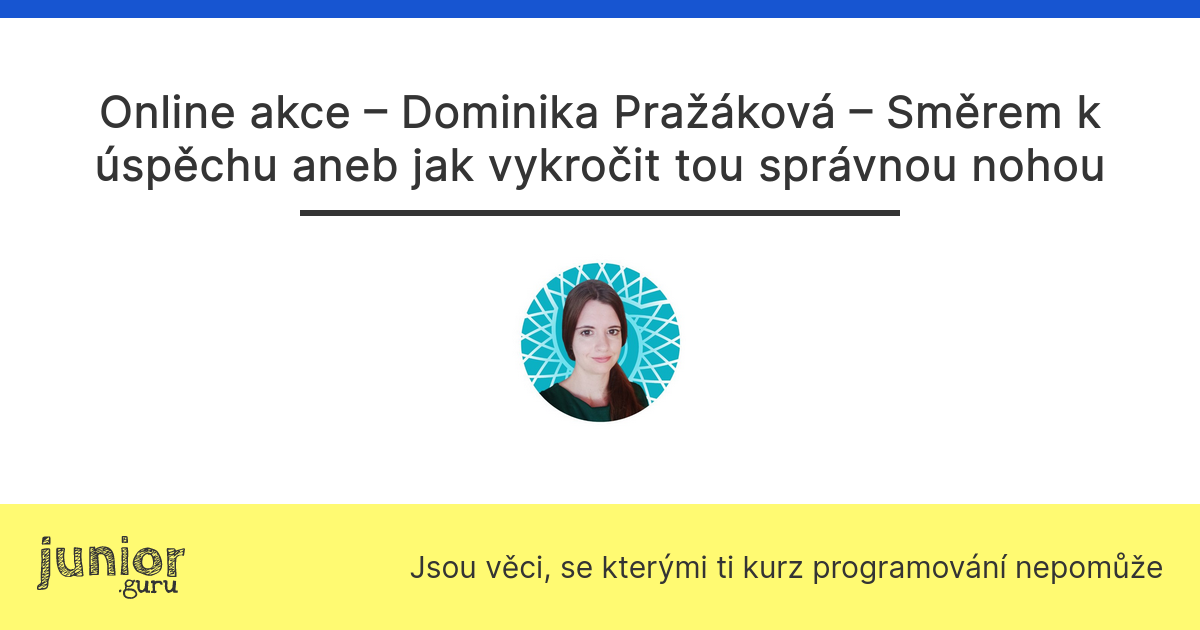 Online akce – Dominika Pražáková – Směrem k
úspěchu aneb jak vykročit tou správnou nohou
junior
.guru
Jsou věci, se kterými ti kurz programování nepomůže